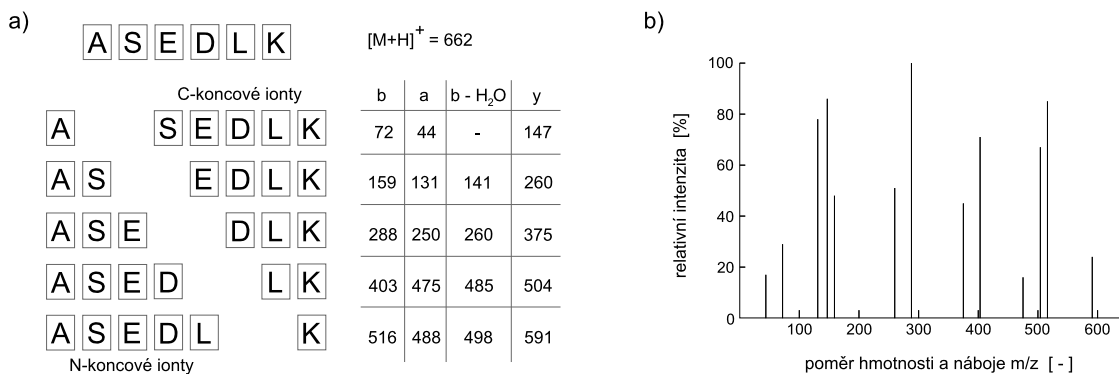 a)
A S E D L K
[M+H]+ = 662
C-koncové ionty
b a b - H2O y
A S E D L K 72 44 - 147
A S E D L K 159 131 141 260
A S E D L K 288 250 260 375
A S E D L K 403 475 485 504
A S E D L K 516 488 498 591
N-koncové ionty
b)
relativní intenzita [%]
100
80
60
40
20
0
100 200 300 400 500 600
poměr hmotnosti a náboje m/z [ - ]